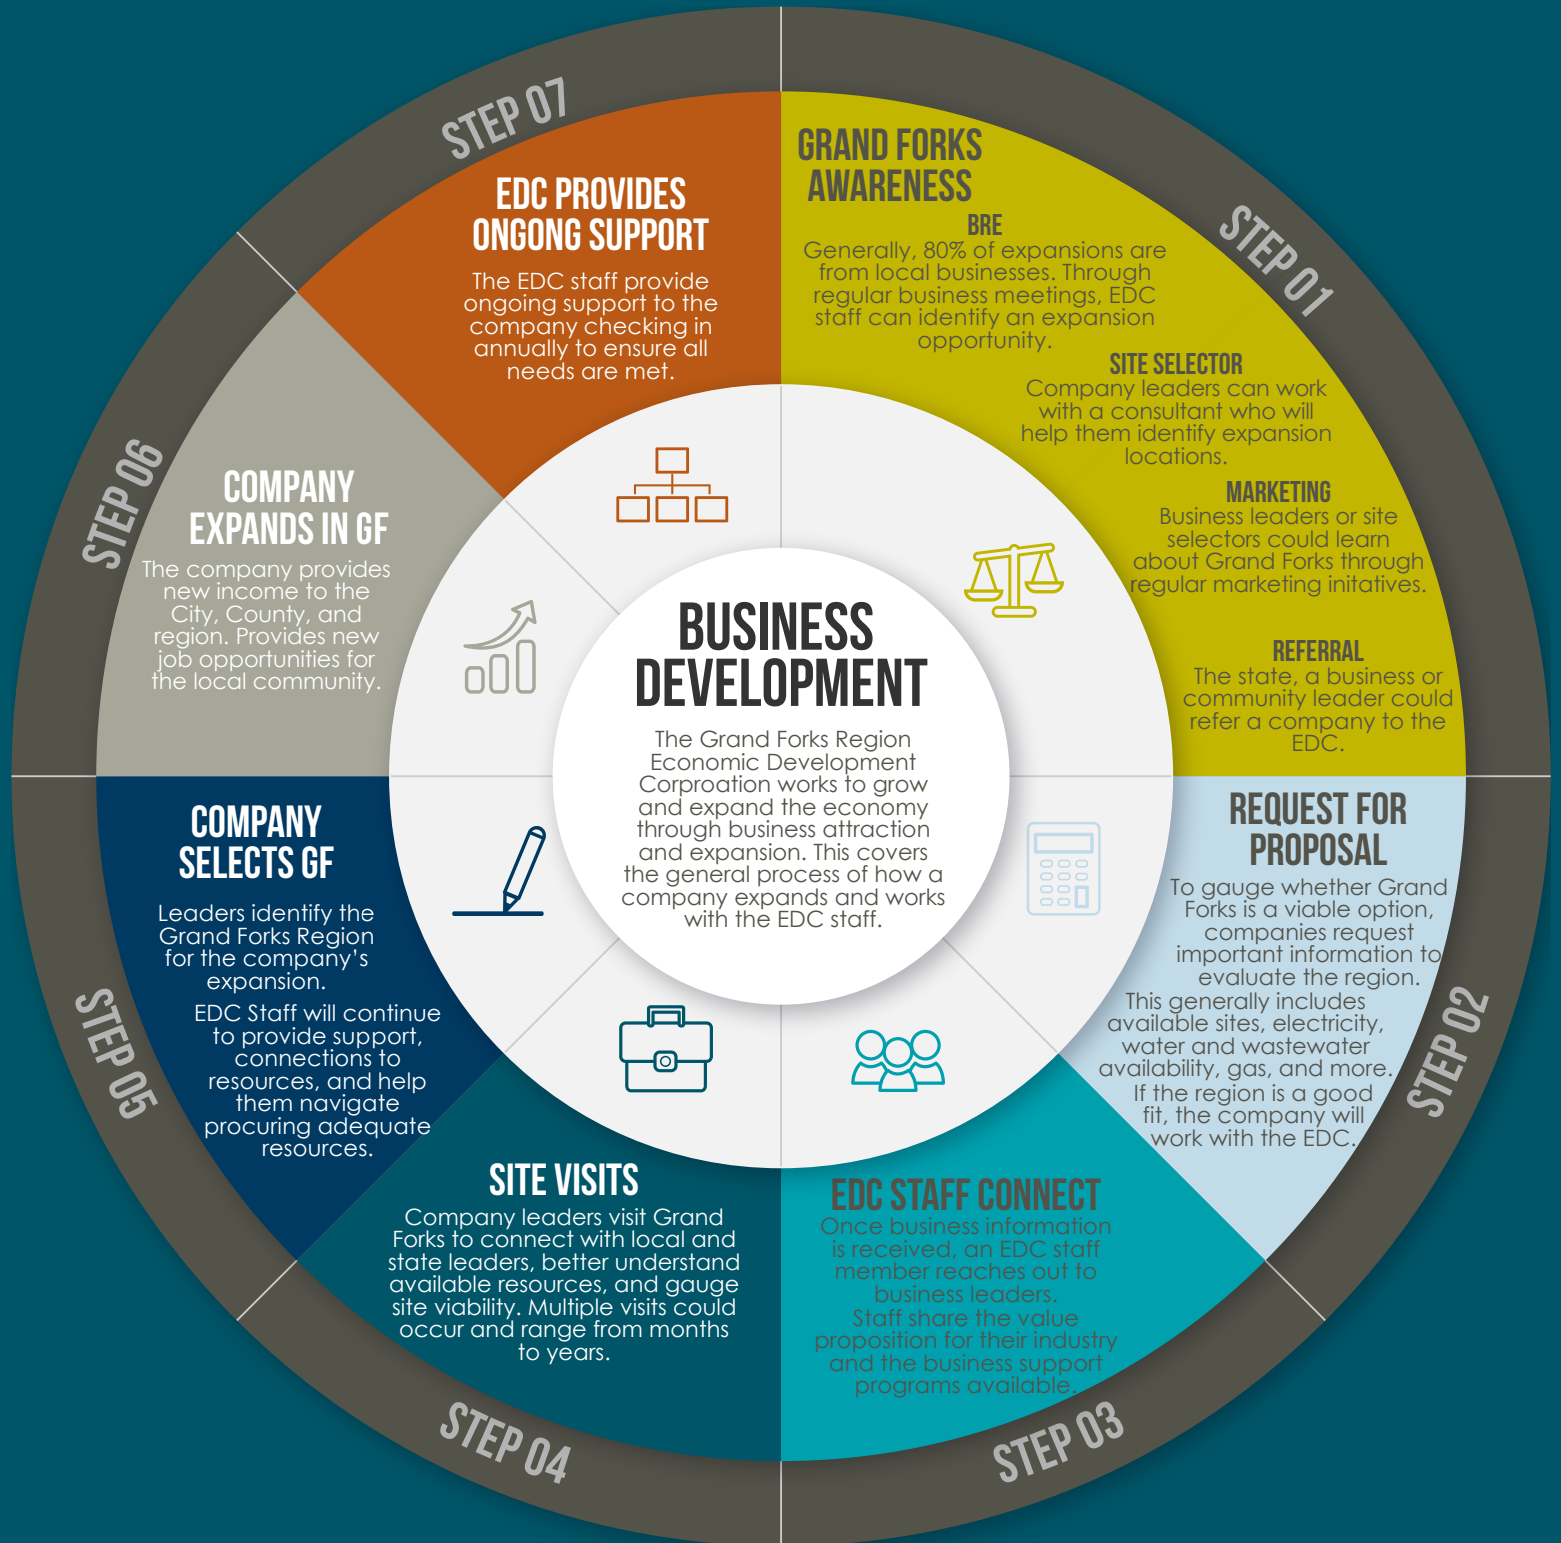 BUSINESS
DEVELOPMENT
The Grand Forks Region
Economic Development
Corproation works to grow
and expand the economy
through business attraction
and expansion. This covers
the general process of how a
company expands and works
with the EDC staff.
STEP 01
GRAND FORKS
AWARENESS
BRE
Generally, 80% of expansions are
from local businesses. Through
regular business meetings, EDC
staff can identify an expansion
opportunity.
SITE SELECTOR
Company leaders can work
with a consultant who will
help them identify expansion
locations.
MARKETING
Business leaders or site
selectors could learn
about Grand Forks through
regular marketing initatives.
REFERRAL
The state, a business or
community leader could
refer a company to the
EDC.
STEP 02
REQUEST FOR
PROPOSAL
To gauge whether Grand
Forks is a viable option,
companies request
important information to
evaluate the region.
This generally includes
available sites, electricity,
water and wastewater
availability, gas, and more.
If the region is a good
fit, the company will
work with the EDC.
STEP 03
EDC STAFF CONNECT
Once business information
is received, an EDC staff
member reaches out to
business leaders.
Staff share the value
proposition for their industry
and the business support
programs available.
STEP 04
SITE VISITS
Company leaders visit Grand
Forks to connect with local and
state leaders, better understand
available resources, and gauge
site viability. Multiple visits could
occur and range from months
to years.
STEP 05
COMPANY
SELECTS GF
Leaders identify the
Grand Forks Region
for the company's
expansion.
EDC Staff will continue
to provide support,
connections to
resources, and help
them navigate
procuring adequate
resources.
STEP 06
COMPANY
EXPANDS IN GF
The company provides
new income to the
City, County, and
region. Provides new
job opportunities for
the local community.
STEP 07
EDC PROVIDES
ONGONG SUPPORT
The EDC staff provide
ongoing support to the
company checking in
annually to ensure all
needs are met.